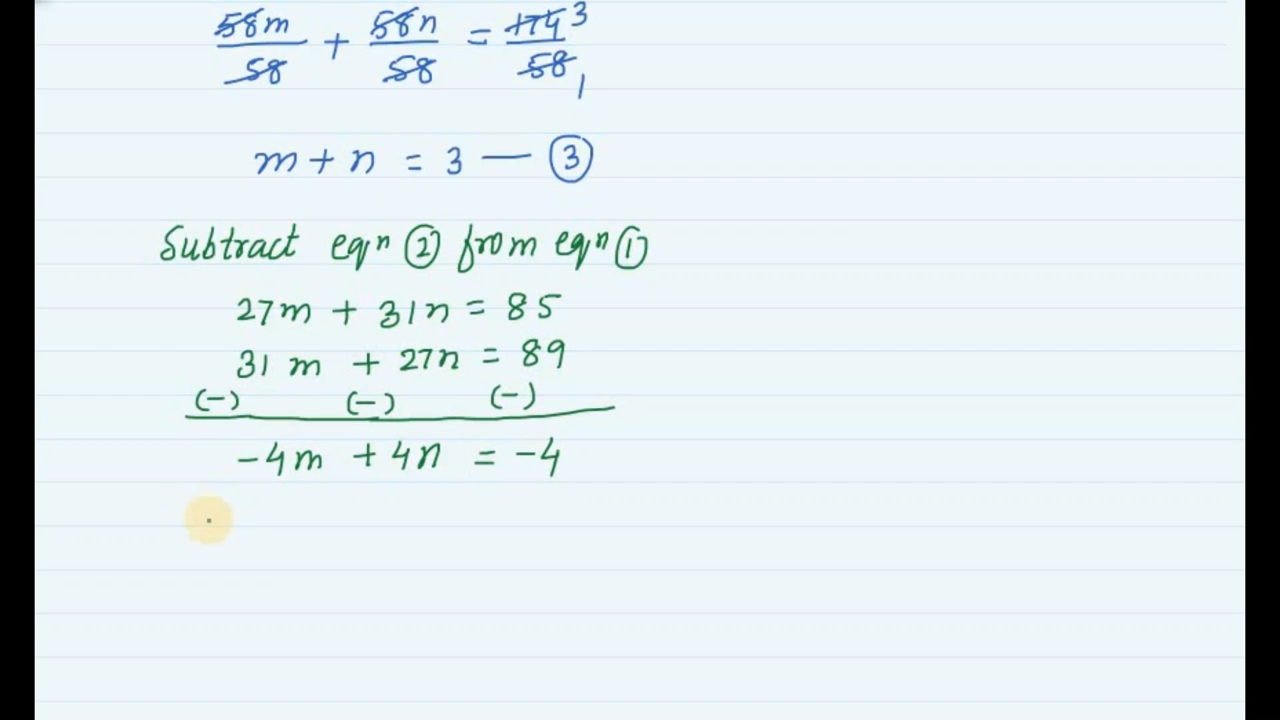 58m/58 + 58n/58 = 174 3/58 1
m + n = 3 — ③
Subtract eqn ② from eqn ①
27m + 31n = 85
31 m + 27n = 89
(-) (-) (-)
-4m + 4n = -4